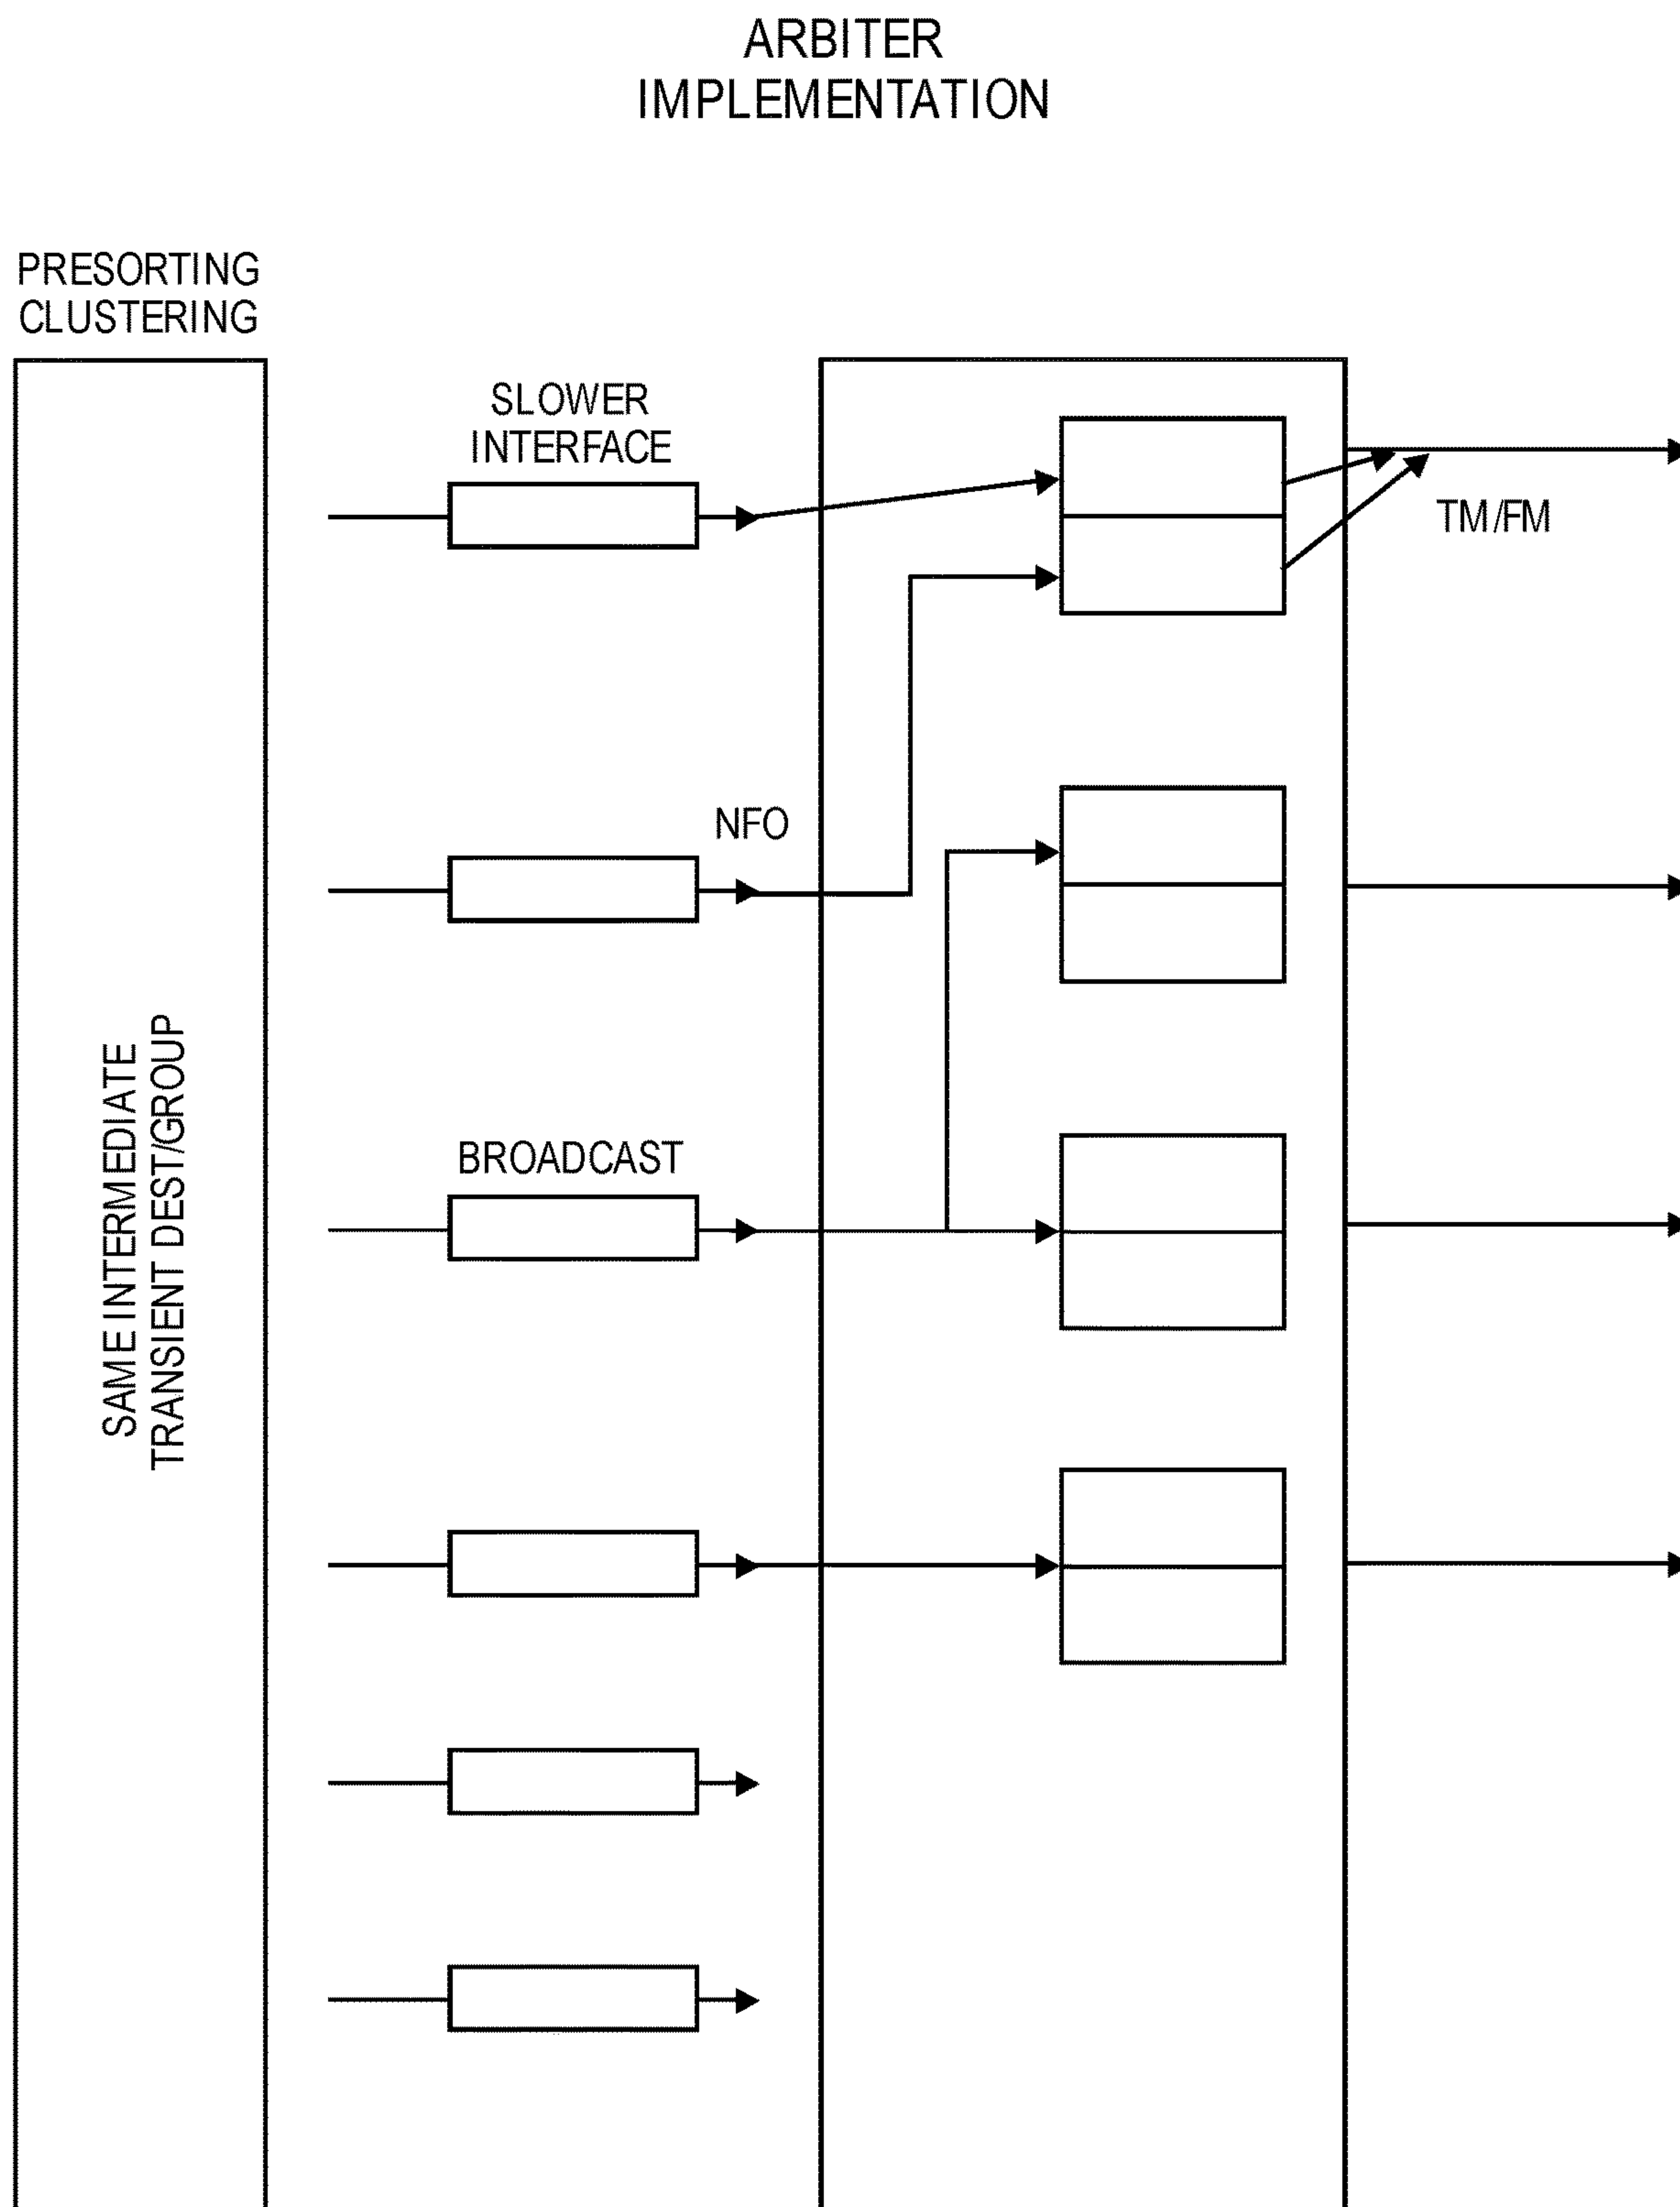 ARBITER
IMPLEMENTATION
PRESORTING
CLUSTERING
SLOWER
INTERFACE
TM/FM
NFO
BROADCAST
SAME INTERMEDIATE
TRANSIENT DEST/GROUP